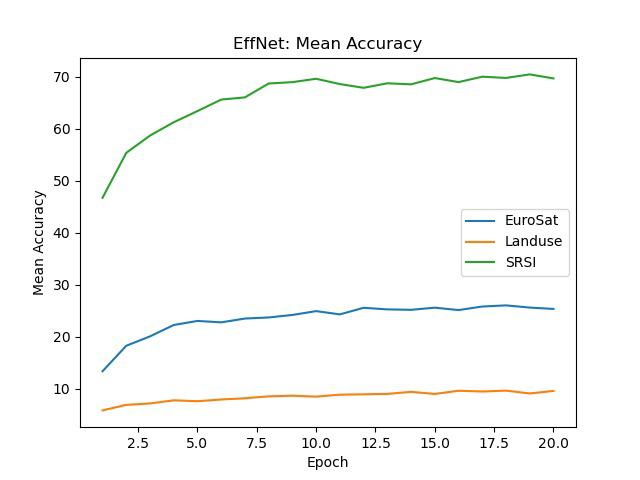 EffNet: Mean Accuracy
70
60
50
40
30
20
10
Mean Accuracy
EuroSat
Landuse
SRSI
2.5 5.0 7.5 10.0 12.5 15.0 17.5 20.0
Epoch